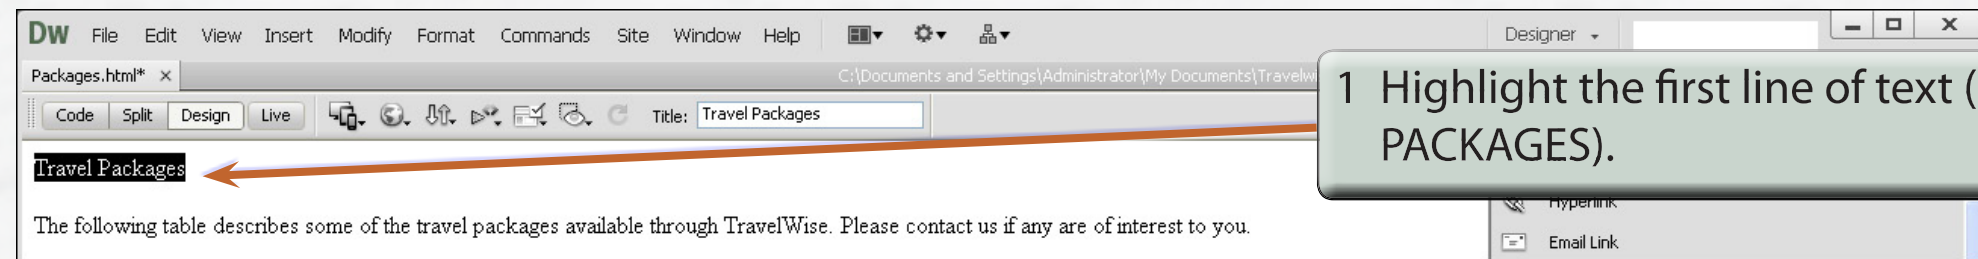 Dw File Edit View Insert Modify Format Commands Site Window Help Designer
Packages.html* × C:\Documents and Settings\Administrator\My Documents\Travelw
Code Split Design Live Title: Travel Packages
1 Highlight the first line of text (
PACKAGES).
Travel Packages
The following table describes some of the travel packages available through TravelWise. Please contact us if any are of interest to you.
Hyperlink
Email Link